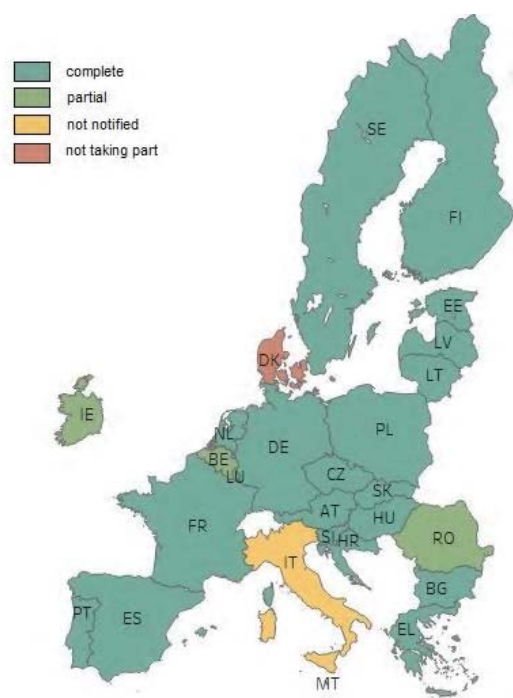 complete
partial
not notified
not taking part
SE
FI
EE
LV
LT
DK
IE
NL
BE
LU
DE
PL
CZ
SK
AT
HU
FR
SI
HR
RO
IT
BG
PT
ES
EL
MT